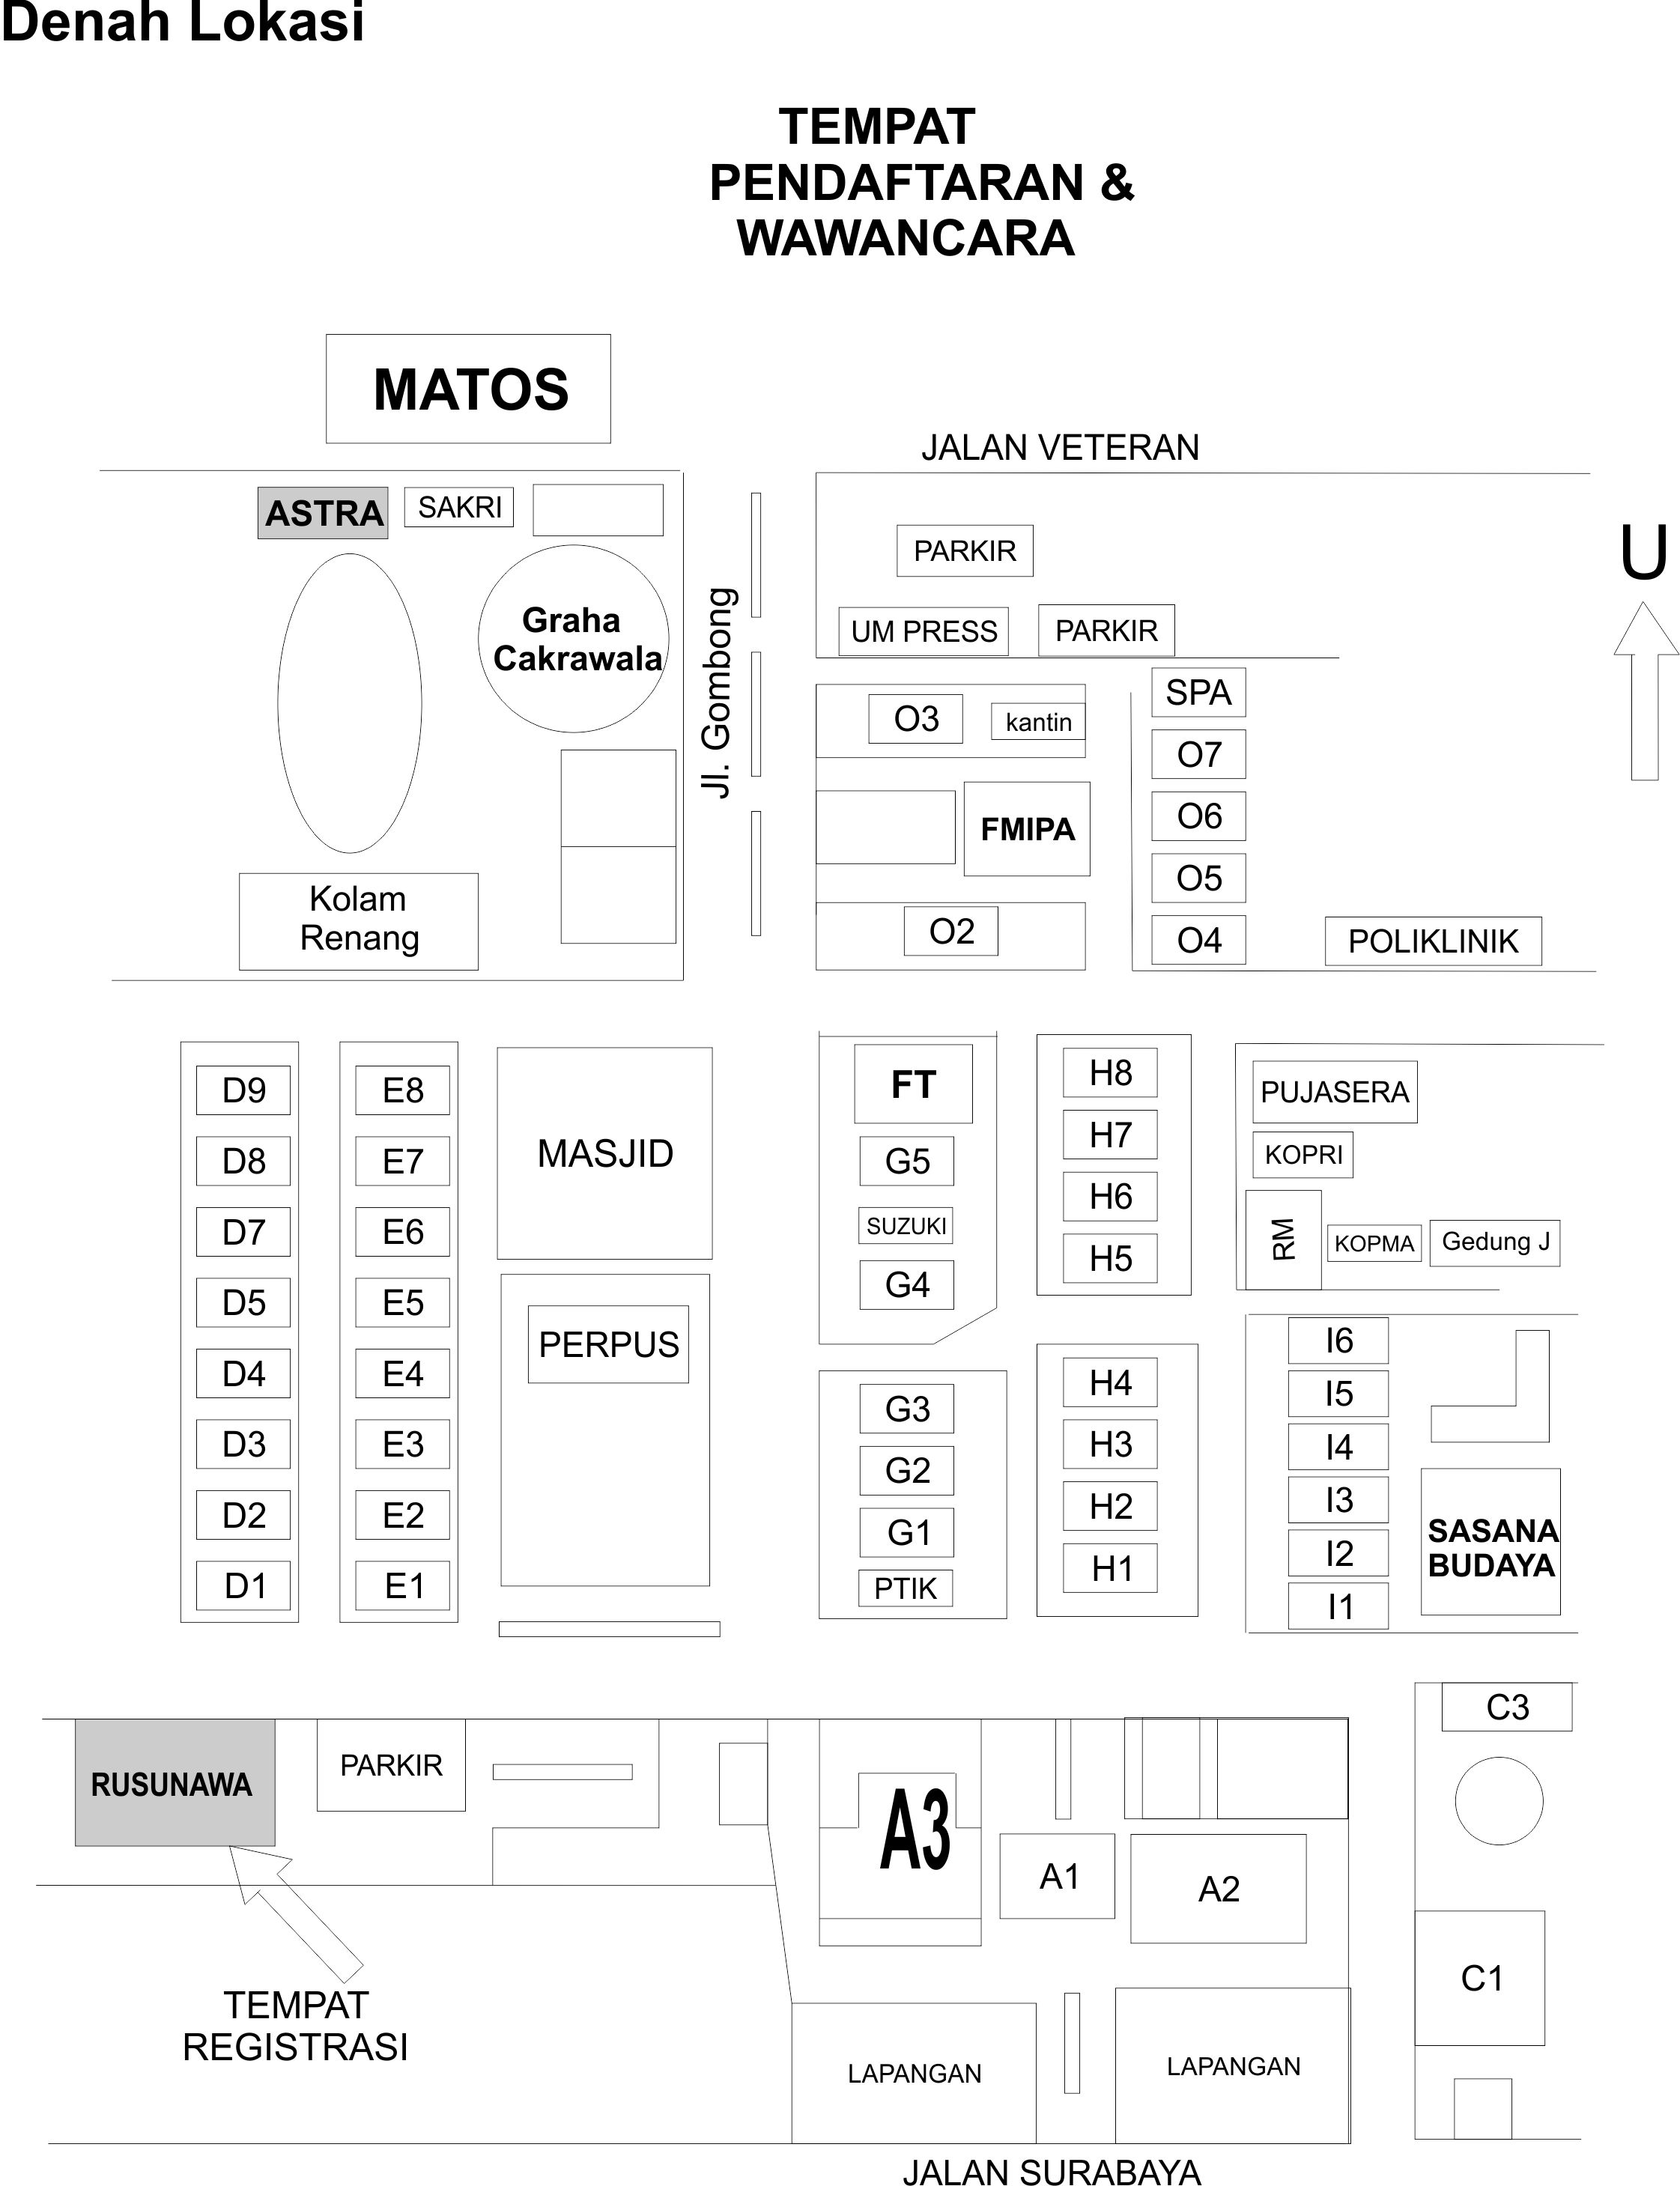 Denah Lokasi
TEMPAT
PENDAFTARAN &
WAWANCARA
MATOS
JALAN VETERAN
ASTRA
SAKRI
Graha
Cakrawala
Jl. Gombong
PARKIR
UM PRESS
PARKIR
U
SPA
O3
kantin
O7
FMIPA
O6
O5
O2
O4
POLIKLINIK
Kolam
Renang
D9
D8
D7
D5
D4
D3
D2
D1
E8
E7
E6
E5
E4
E3
E2
E1
MASJID
PERPUS
FT
G5
SUZUKI
G4
G3
G2
G1
PTIK
H8
H7
H6
H5
H4
H3
H2
H1
PUJASERA
KOPRI
RM
KOPMA
Gedung J
I6
I5
I4
I3
I2
I1
SASANA
BUDAYA
RUSUNAWA
PARKIR
A3
A1
A2
C3
C1
TEMPAT
REGISTRASI
LAPANGAN
LAPANGAN
JALAN SURABAYA